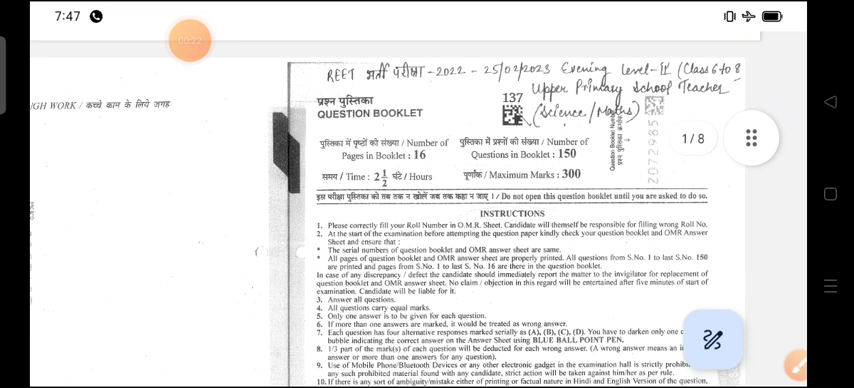 7:47
00:22
REET भर्ती परीक्षा - 2022 - 25/02/2023 Evening Level-II (Class 6 to 8
Upper Primary School Teacher
(Science/Maths)
UGH WORK / कच्चे काम के लिये जगह
प्रश्न पुस्तिका
QUESTION BOOKLET
137
पुस्तिका में पृष्ठों की संख्या / Number of
Pages in Booklet : 16
पुस्तिका में प्रश्नों की संख्या / Number of
Questions in Booklet : 150
समय / Time : 2 1/2 घंटे / Hours
पूर्णांक / Maximum Marks : 300
2072985
1 / 8
इस परीक्षा पुस्तिका को तब तक न खोलें जब तक कहा न जाए । / Do not open this question booklet until you are asked to do so.
INSTRUCTIONS
1. Please correctly fill your Roll Number in O.M.R. Sheet. Candidate will themself be responsible for filling wrong Roll No.
2. At the start of the examination before attempting the question paper kindly check your question booklet and OMR Answer
Sheet and ensure that :
* The serial numbers of question booklet and OMR answer sheet are same.
* All pages of question booklet and OMR answer sheet are properly printed. All questions from S.No. 1 to last S.No. 150
are printed and pages from S.No. 1 to last S. No. 16 are there in the question booklet.
In case of any discrepancy / defect the candidate should immediately report the matter to the invigilator for replacement of
question booklet and OMR answer sheet. No claim / objection in this regard will be entertained after five minutes of start of
examination. Candidate will be liable for it.
3. Answer all questions.
4. All questions carry equal marks.
5. Only one answer is to be given for each question.
6. If more than one answers are marked, it would be treated as wrong answer.
7. Each question has four alternative responses marked serially as (A), (B), (C), (D). You have to darken only one
bubble indicating the correct answer on the Answer Sheet using BLUE BALL POINT PEN.
8. 1/3 part of the mark(s) of each question will be deducted for each wrong answer. (A wrong answer means an
answer or more than one answers for any question).
9. Use of Mobile Phone/Bluetooth Devices or any other electronic gadget in the examination hall is strictly prohib
any such prohibited material found with any candidate, strict action will be taken against him/her as per rule.
10. If there is any sort of ambiguity/mistake either of printing or factual nature in Hindi and English Version of the question,